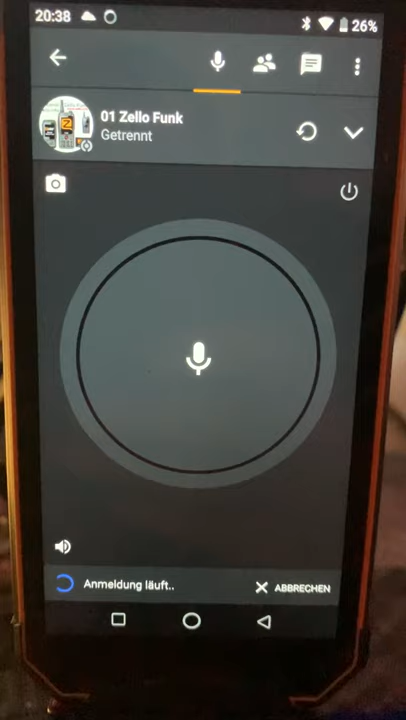 20:38
26%
01 Zello Funk
Getrennt
Anmeldung läuft..
ABBRECHEN